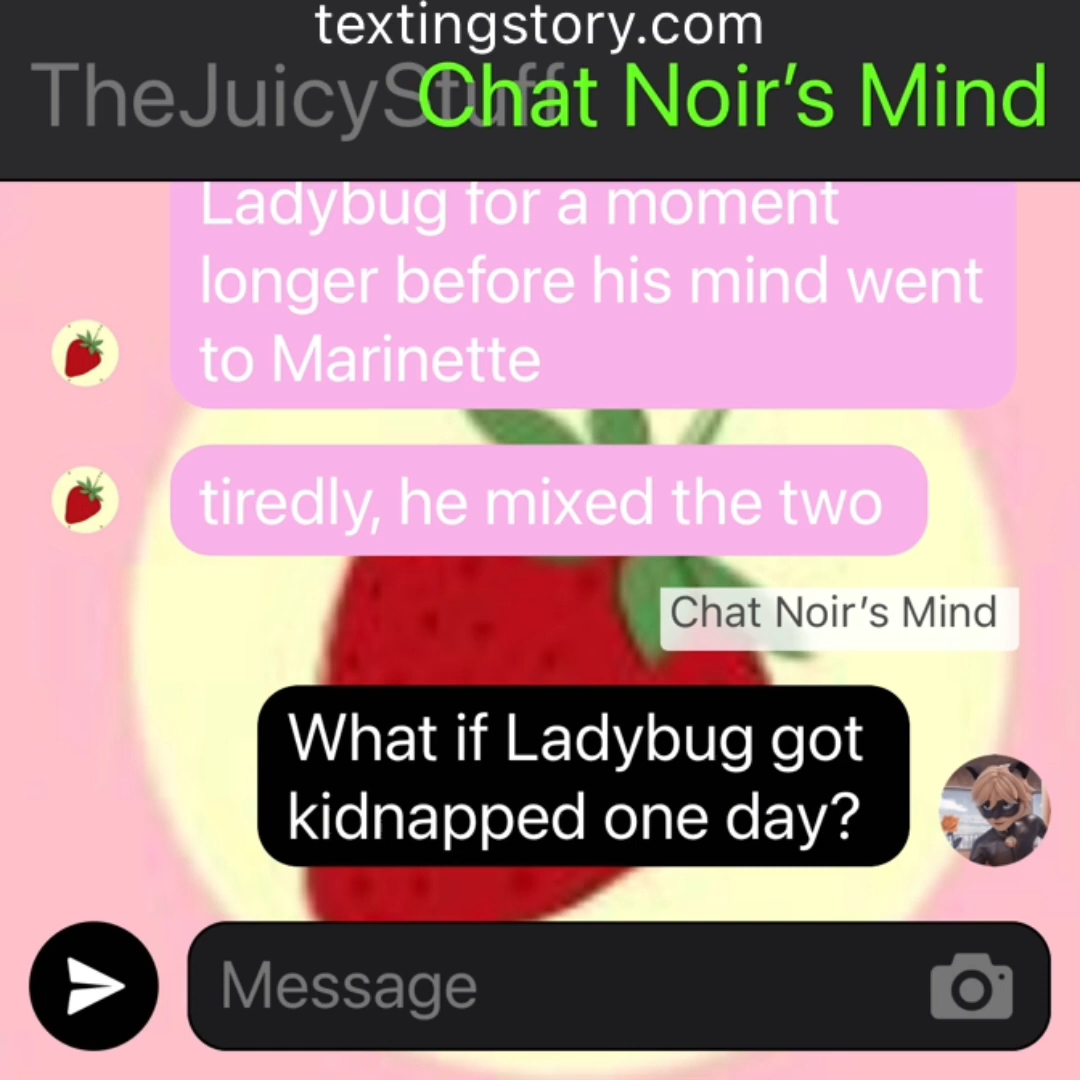 textingstory.com
TheJuicyStuff
Chat Noir’s Mind
Ladybug for a moment
longer before his mind went
to Marinette
tiredly, he mixed the two
Chat Noir’s Mind
What if Ladybug got
kidnapped one day?
Message